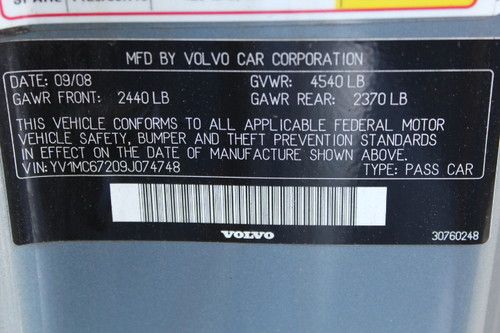 MFD BY VOLVO CAR CORPORATION
DATE: 09/08 GVWR: 4540 LB
GAWR FRONT: 2440 LB GAWR REAR: 2370 LB
THIS VEHICLE CONFORMS TO ALL APPLICABLE FEDERAL MOTOR
VEHICLE SAFETY, BUMPER AND THEFT PREVENTION STANDARDS
IN EFFECT ON THE DATE OF MANUFACTURE SHOWN ABOVE.
VIN: YV1MC67209J074748 TYPE: PASS CAR
VOLVO 30760248